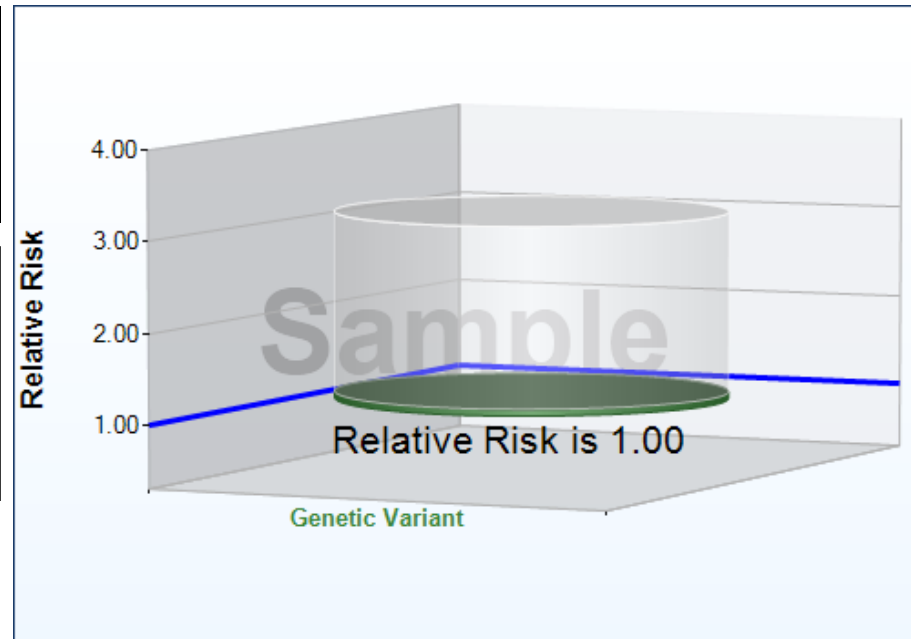 4.00
3.00
2.00
1.00
Relative Risk
Sample
Relative Risk is 1.00
Genetic Variant